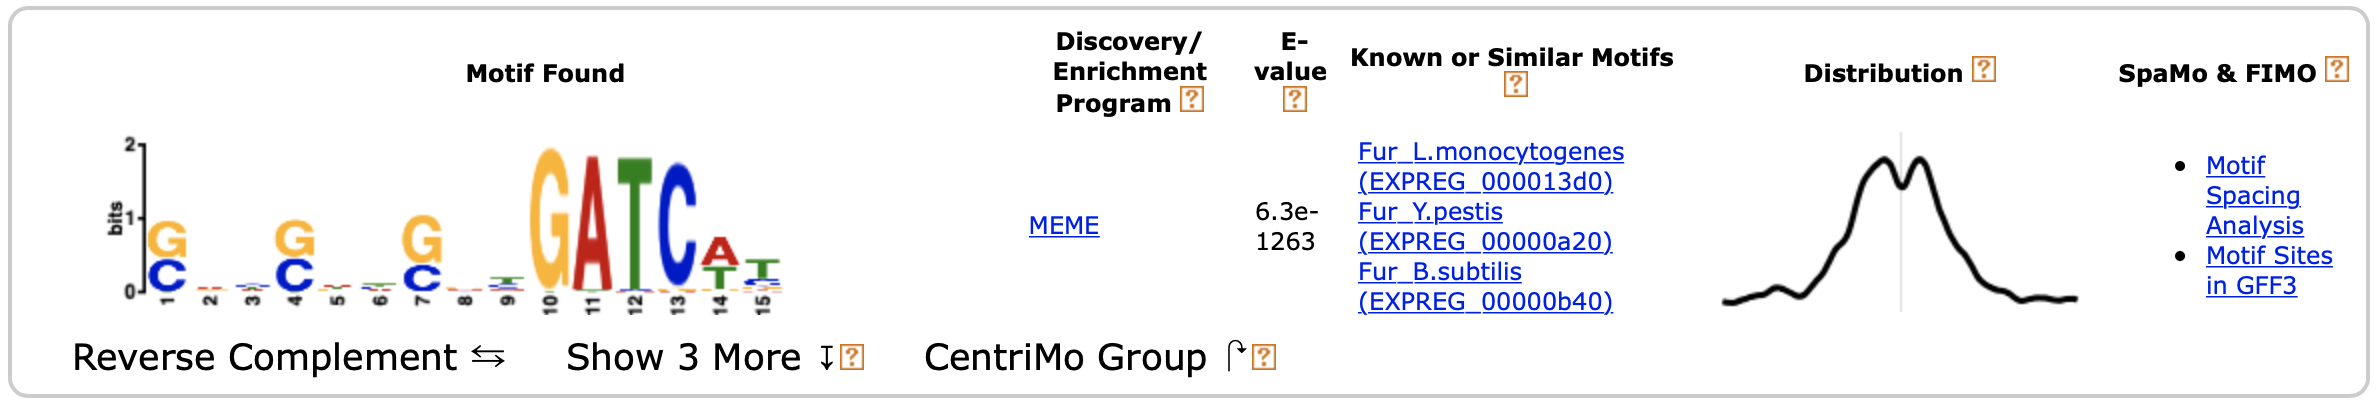 Motif Found
Discovery/
Enrichment
Program ?
E-
value
?
Known or Similar Motifs
?
Distribution ?
SpaMo & FIMO ?
2
1
0
bits
G C G C G C G A T C A T T
1 2 3 4 5 6 7 8 9 10 11 12 13 14 15
MEME
6.3e-
1263
Fur_L.monocytogenes
(EXPREG_000013d0)
Fur_Y.pestis
(EXPREG_00000a20)
Fur_B.subtilis
(EXPREG_00000b40)
• Motif
Spacing
Analysis
• Motif Sites
in GFF3
Reverse Complement ⇆ Show 3 More ↧ ? CentriMo Group ↱ ?